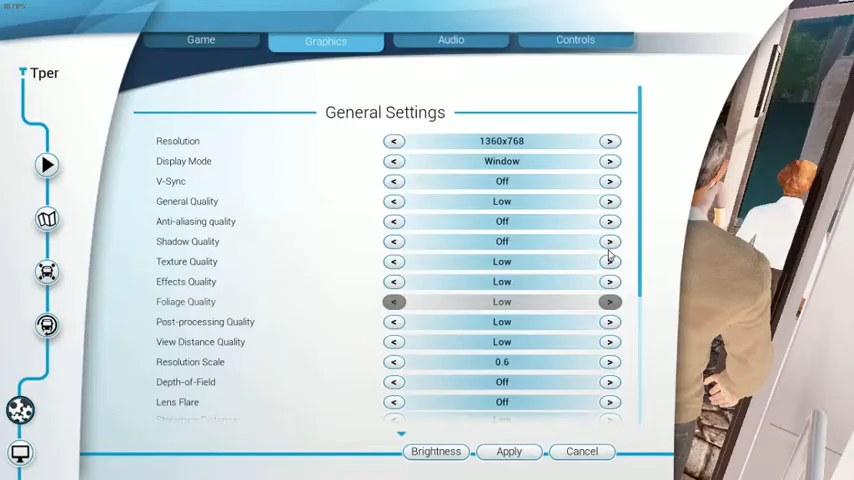 Game
Graphics
Audio
Controls
Tper
General Settings
Resolution < 1360x768 >
Display Mode < Window >
V-Sync < Off >
General Quality < Low >
Anti-aliasing quality < Off >
Shadow Quality < Off >
Texture Quality < Low >
Effects Quality < Low >
Foliage Quality < Low >
Post-processing Quality < Low >
View Distance Quality < Low >
Resolution Scale < 0.6 >
Depth-of-Field < Off >
Lens Flare < Off >
Brightness
Apply
Cancel